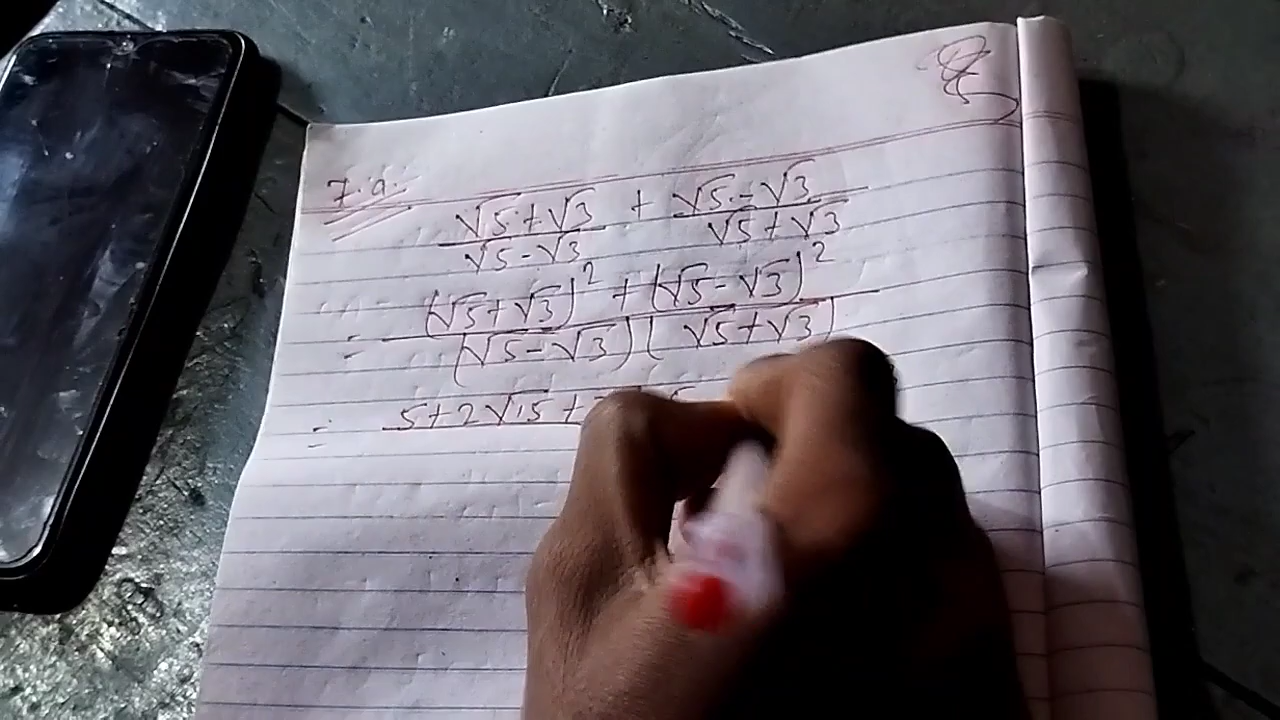 7.a.
√5+√3 + √5-√3
√5-√3 √5+√3
= (√5+√3)² + (√5-√3)²
(√5-√3)(√5+√3)
= 5+2√15+